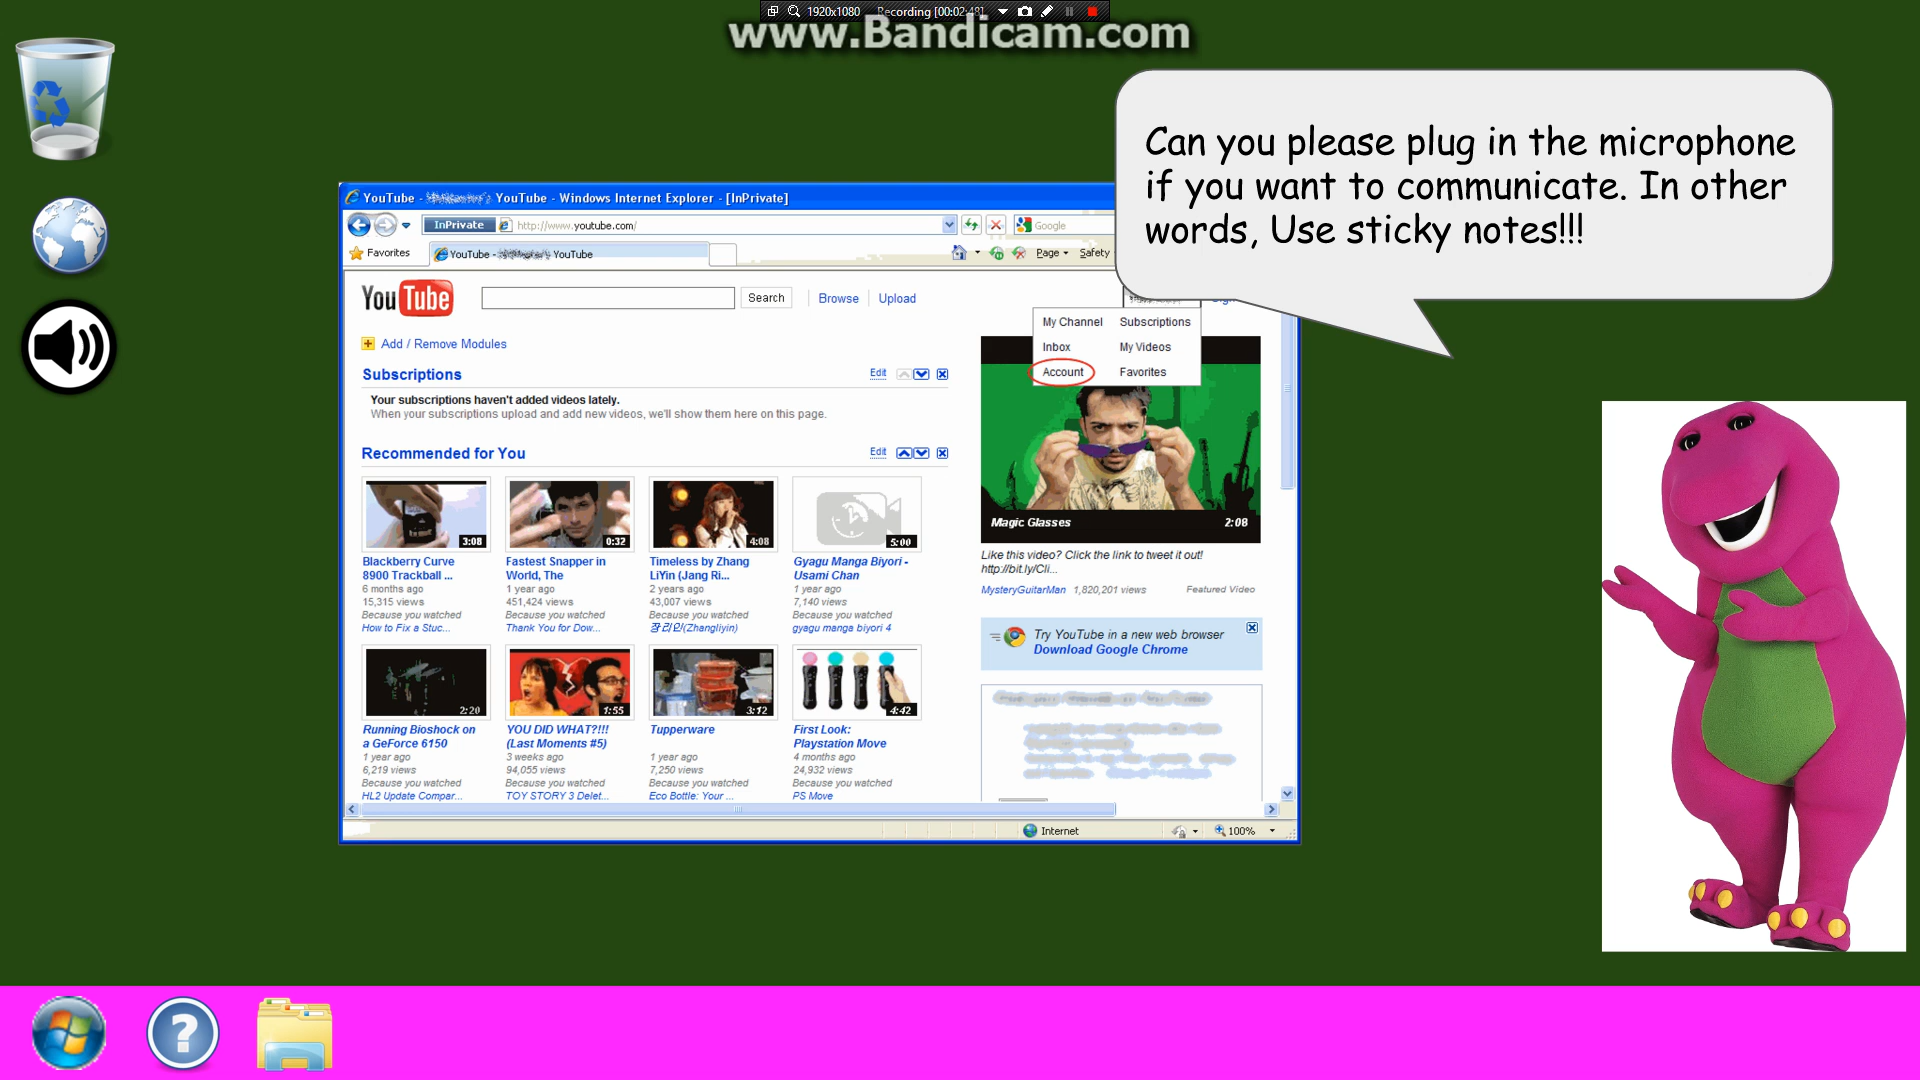 1920x1080 Recording [00:02:48]
www.Bandicam.com
Can you please plug in the microphone
if you want to communicate. In other
words, Use sticky notes!!!
YouTube - YouTube - Windows Internet Explorer - [InPrivate]
InPrivate http://www.youtube.com/ Google
Favorites YouTube - YouTube Page Safety
YouTube Search Browse Upload
My Channel Subscriptions
Inbox My Videos
Account Favorites
Add / Remove Modules
Subscriptions Edit
Your subscriptions haven't added videos lately.
When your subscriptions upload and add new videos, we'll show them here on this page.
Recommended for You Edit
3:08
Blackberry Curve
8900 Trackball ...
6 months ago
15,315 views
Because you watched
How to Fix a Stuc...
0:32
Fastest Snapper in
World, The
1 year ago
451,424 views
Because you watched
Thank You for Dow...
4:08
Timeless by Zhang
LiYin (Jang Ri...
2 years ago
43,007 views
Because you watched
장리인(Zhangliyin)
5:00
Gyagu Manga Biyori -
Usami Chan
1 year ago
7,140 views
Because you watched
gyagu manga biyori 4
2:20
Running Bioshock on
a GeForce 6150
1 year ago
6,219 views
Because you watched
HL2 Update Compar...
1:55
YOU DID WHAT?!!!
(Last Moments #5)
3 weeks ago
94,055 views
Because you watched
TOY STORY 3 Delet...
3:12
Tupperware
1 year ago
7,250 views
Because you watched
Eco Bottle: Your ...
4:42
First Look:
Playstation Move
4 months ago
24,932 views
Because you watched
PS Move
Magic Glasses 2:08
Like this video? Click the link to tweet it out!
http://bit.ly/Cli...
MysteryGuitarMan 1,820,201 views Featured Video
Try YouTube in a new web browser
Download Google Chrome
Internet 100%